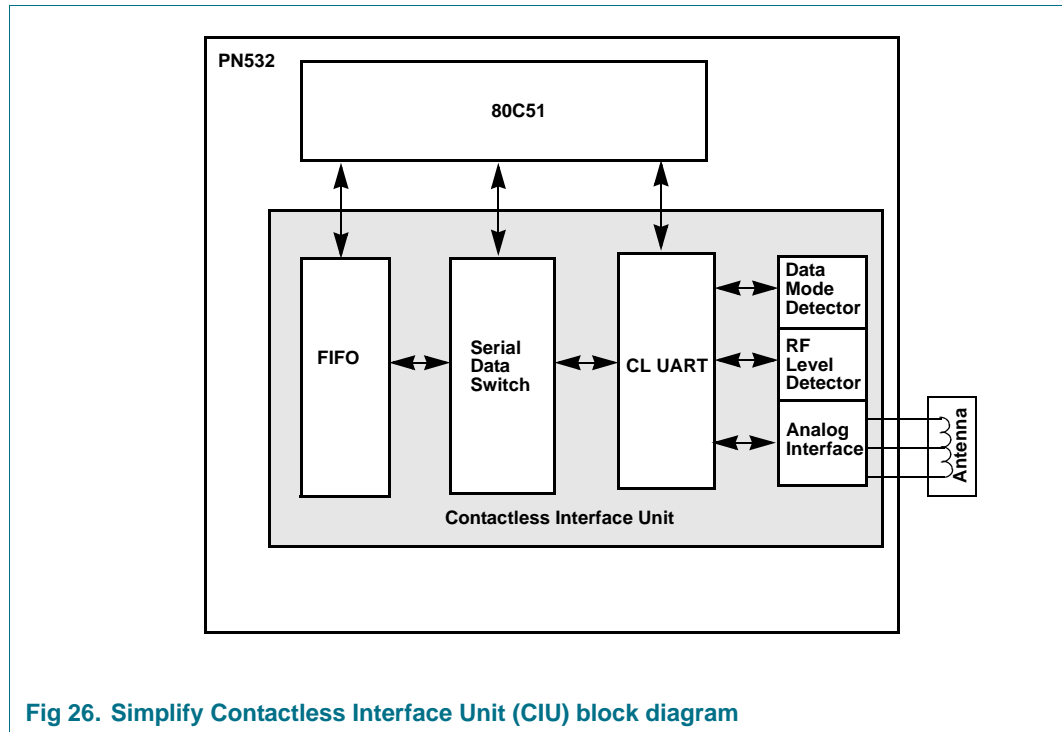 PN532
80C51
FIFO
Serial
Data
Switch
CL UART
Data
Mode
Detector
RF
Level
Detector
Analog
Interface
Antenna
Contactless Interface Unit
Fig 26. Simplify Contactless Interface Unit (CIU) block diagram